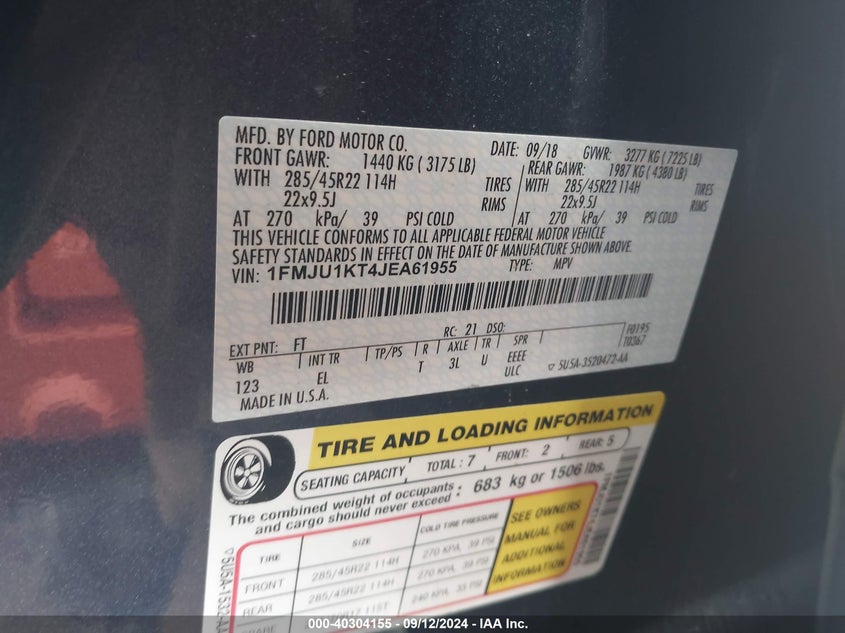 MFD. BY FORD MOTOR CO. DATE: 09/18 GVWR: 3277 KG ( 7225 LB)
FRONT GAWR: 1440 KG ( 3175 LB) REAR GAWR: 1987 KG ( 4380 LB)
WITH 285/45R22 114H TIRES WITH 285/45R22 114H TIRES
22x9.5J RIMS 22x9.5J RIMS
AT 270 kPa/ 39 PSI COLD AT 270 kPa/ 39 PSI COLD
THIS VEHICLE CONFORMS TO ALL APPLICABLE FEDERAL MOTOR VEHICLE
SAFETY STANDARDS IN EFFECT ON THE DATE OF MANUFACTURE SHOWN ABOVE.
VIN: 1FMJU1KT4JEA61955 TYPE: MPV
EXT PNT: FT RC: 21 DSO: F0195
WB INT TR TP/PS R AXLE TR SPR T0367
123 EL T 3L U EEEE
ULC ▽ 5U5A-3520472-AA
MADE IN U.S.A.
TIRE AND LOADING INFORMATION
SEATING CAPACITY TOTAL : 7 FRONT: 2 REAR: 5
The combined weight of occupants and cargo should never exceed : 683 kg or 1506 lbs.
TIRE SIZE COLD TIRE PRESSURE
FRONT 285/45R22 114H 270 KPA, 39 PSI
REAR 285/45R22 114H 270 KPA, 39 PSI
SEE OWNERS
MANUAL FOR
ADDITIONAL
INFORMATION
000-40304155 - 09/12/2024 - IAA Inc.